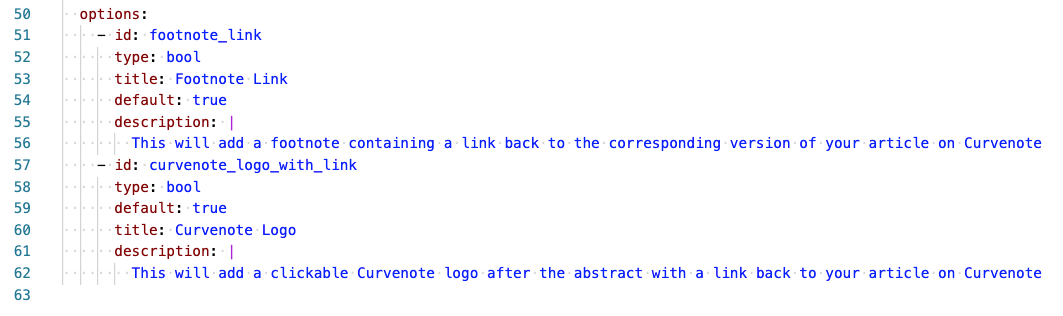 50 options:
51 - id: footnote_link
52 type: bool
53 title: Footnote Link
54 default: true
55 description: |
56 This will add a footnote containing a link back to the corresponding version of your article on Curvenote
57 - id: curvenote_logo_with_link
58 type: bool
59 default: true
60 title: Curvenote Logo
61 description: |
62 This will add a clickable Curvenote logo after the abstract with a link back to your article on Curvenote
63